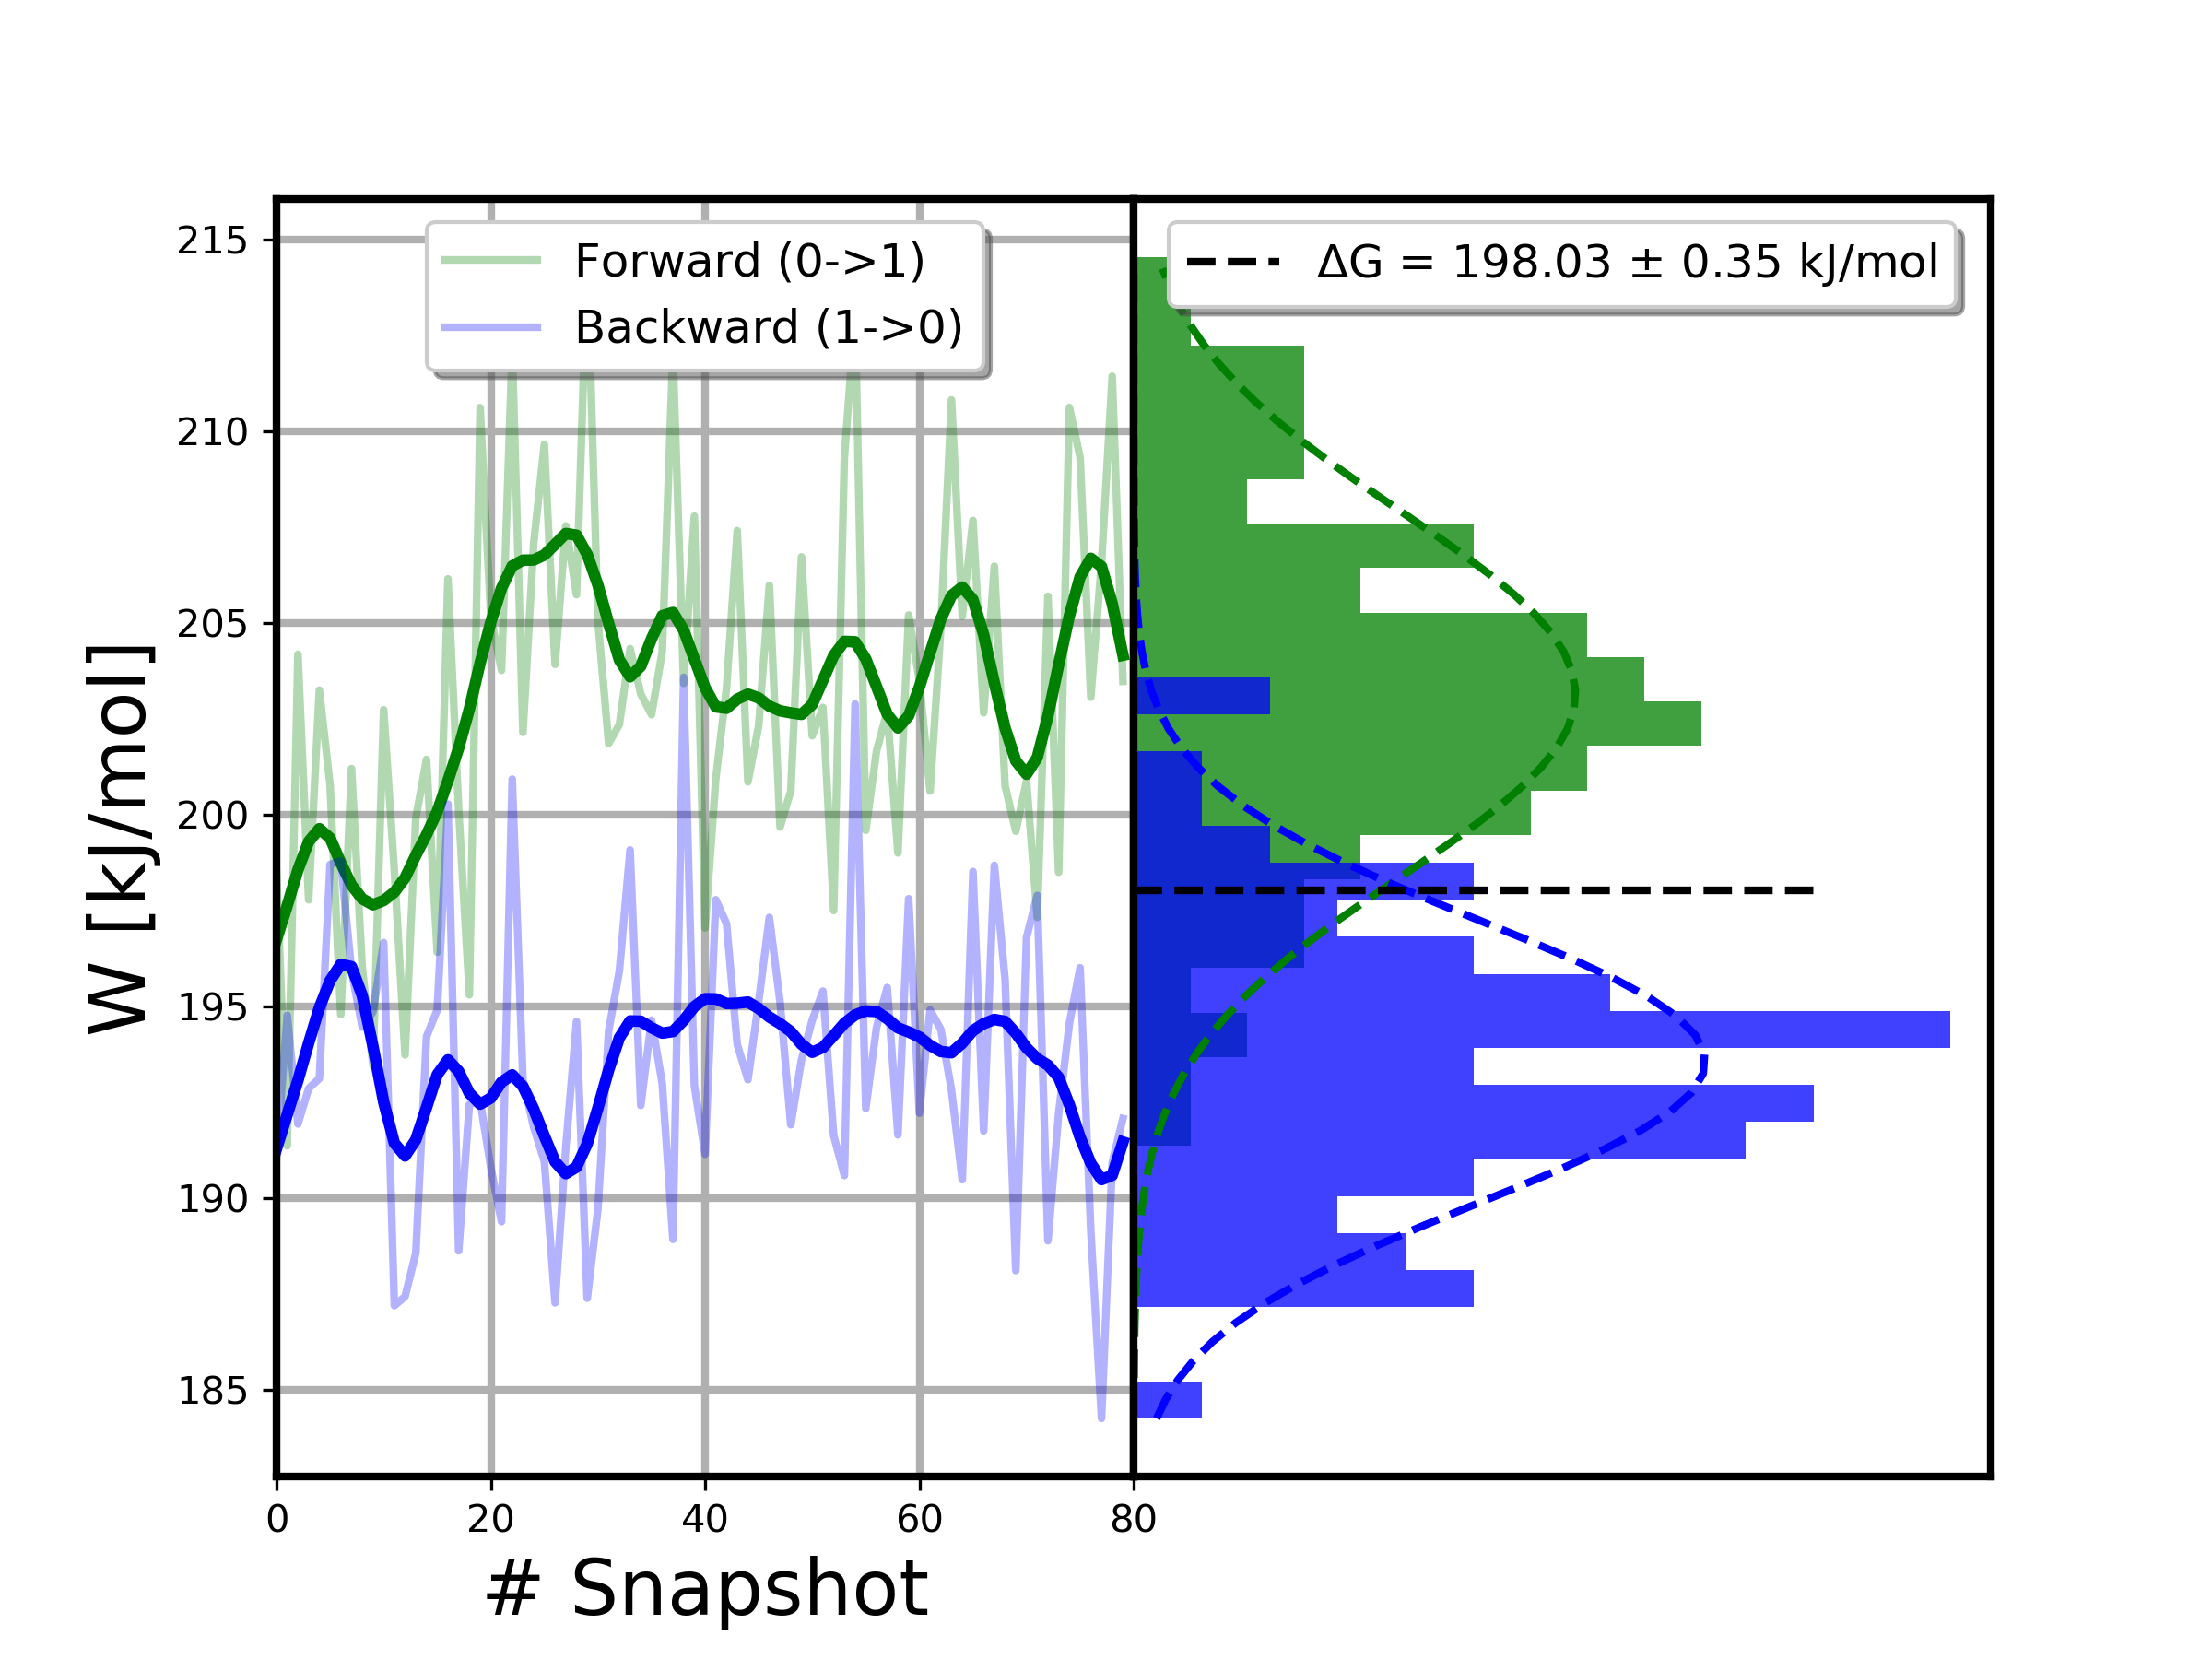 Forward (0->1)
Backward (1->0)
ΔG = 198.03 ± 0.35 kJ/mol
215
210
205
200
195
190
185
W [kJ/mol]
0
20
40
60
80
# Snapshot